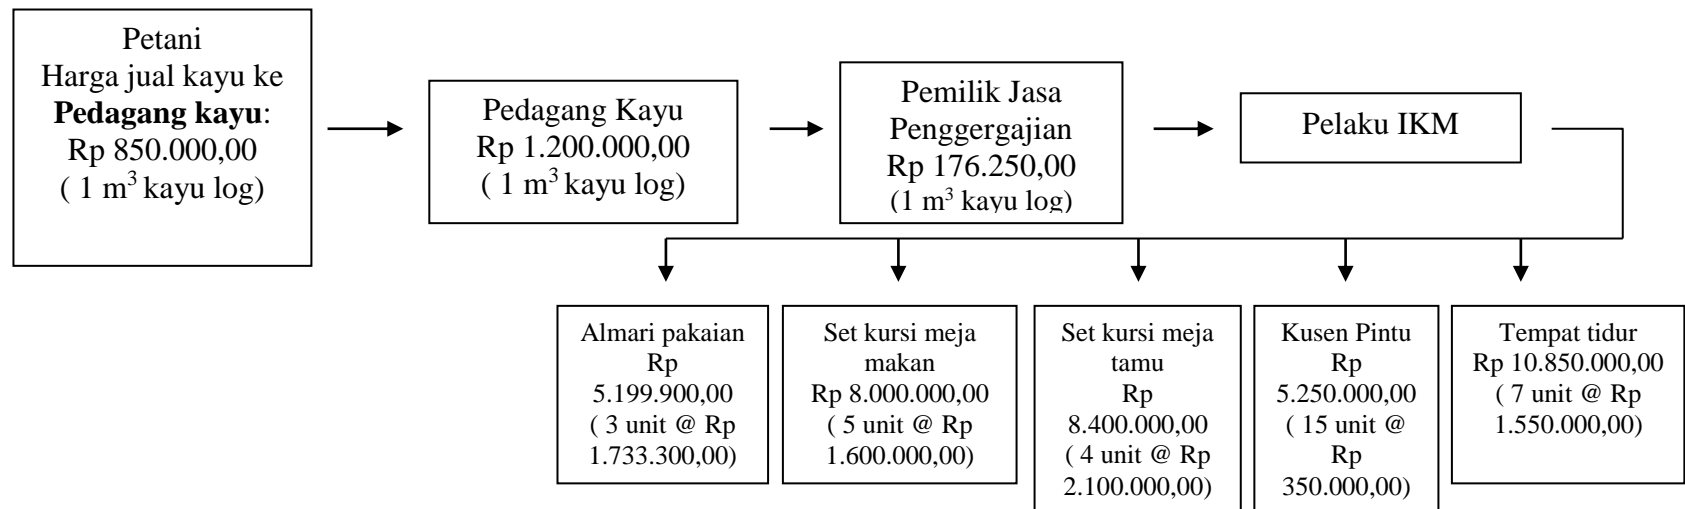 Petani
Harga jual kayu ke
Pedagang kayu:
Rp 850.000,00
( 1 m³ kayu log)
Pedagang Kayu
Rp 1.200.000,00
( 1 m³ kayu log)
Pemilik Jasa
Penggergajian
Rp 176.250,00
(1 m³ kayu log)
Pelaku IKM
Almari pakaian
Rp
5.199.900,00
( 3 unit @ Rp
1.733.300,00)
Set kursi meja
makan
Rp 8.000.000,00
( 5 unit @ Rp
1.600.000,00)
Set kursi meja
tamu
Rp
8.400.000,00
( 4 unit @ Rp
2.100.000,00)
Kusen Pintu
Rp
5.250.000,00
( 15 unit @
Rp
350.000,00)
Tempat tidur
Rp 10.850.000,00
( 7 unit @ Rp
1.550.000,00)